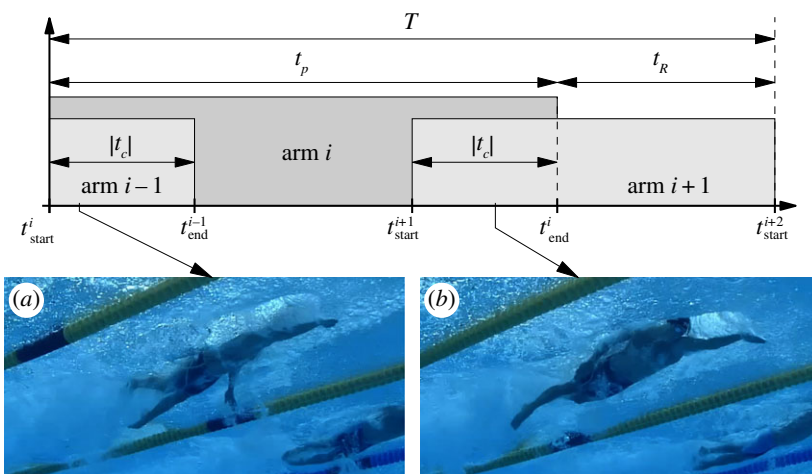 T
t_p t_R
|t_c| |t_c|
arm i
arm i – 1 arm i + 1
t^i_start t^{i–1}_end t^{i+1}_start t^i_end t^{i+2}_start
(a) (b)